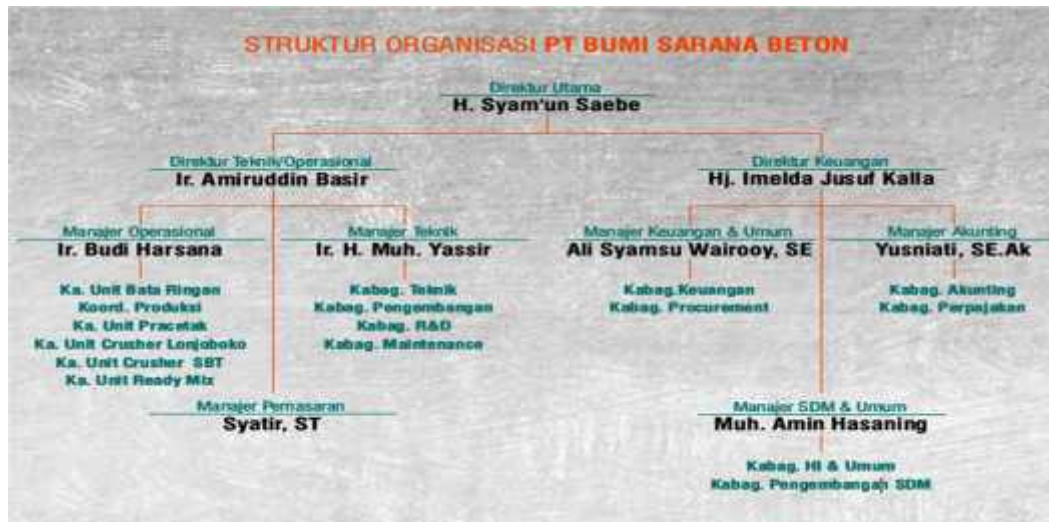 STRUKTUR ORGANISASI PT BUMI SARANA BETON
Direktur Utama
H. Syam'un Saebe
Direktur Teknik/Operasional
Ir. Amiruddin Basir
Direktur Keuangan
Hj. Imelda Jusuf Kalla
Manajer Operasional
Ir. Budi Harsana
Ka. Unit Bata Ringan
Koord. Produksi
Ka. Unit Pracetak
Ka. Unit Crusher Lonjoboko
Ka. Unit Crusher SBT
Ka. Unit Ready Mix
Manajer Teknik
Ir. H. Muh. Yassir
Kabag. Teknik
Kabag. Pengembangan
Kabag. R&D
Kabag. Maintenance
Manajer Keuangan & Umum
Ali Syamsu Wairooy, SE
Kabag.Keuangan
Kabag. Procurement
Manajer Akunting
Yusniati, SE.Ak
Kabag. Akunting
Kabag. Perpajakan
Manajer Pemasaran
Syatir, ST
Manajer SDM & Umum
Muh. Amin Hasaning
Kabag. HI & Umum
Kabag. Pengembangan SDM